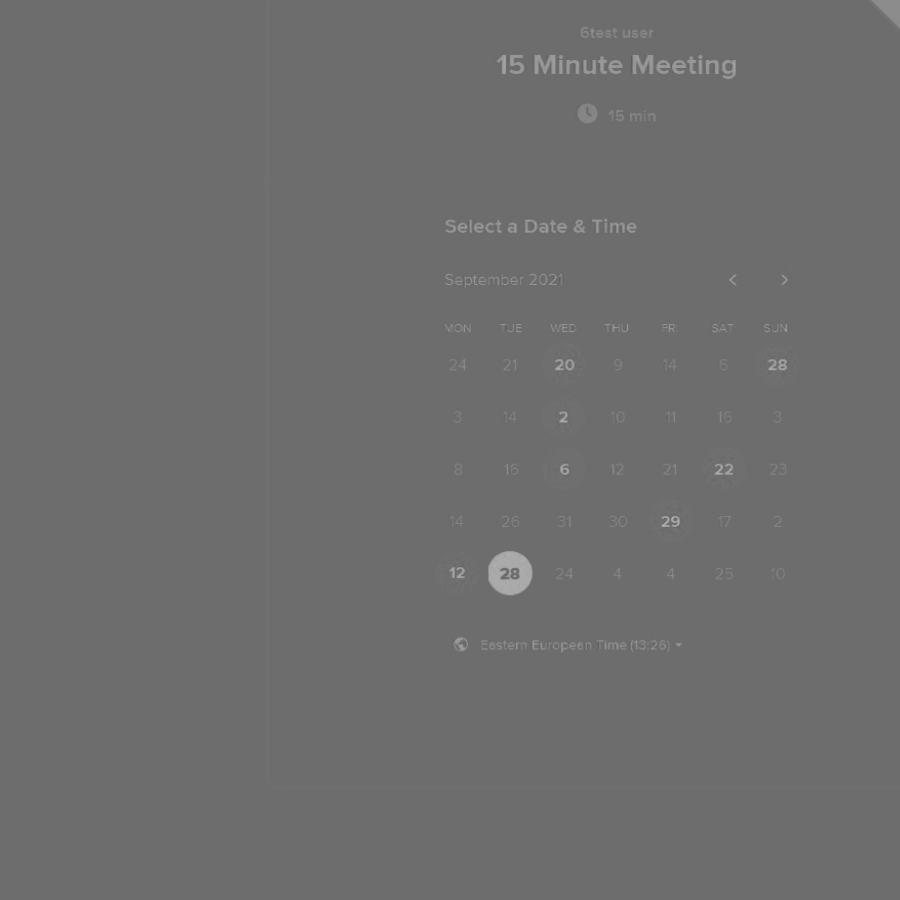 6test user
15 Minute Meeting
15 min
Select a Date & Time
September 2021
MON TUE WED THU FRI SAT SUN
24 21 20 9 14 6 28
3 14 2 10 11 16 3
8 16 6 12 21 22 23
14 26 31 30 29 17 2
12 28 24 4 4 25 10
Eastern European Time (13:26)